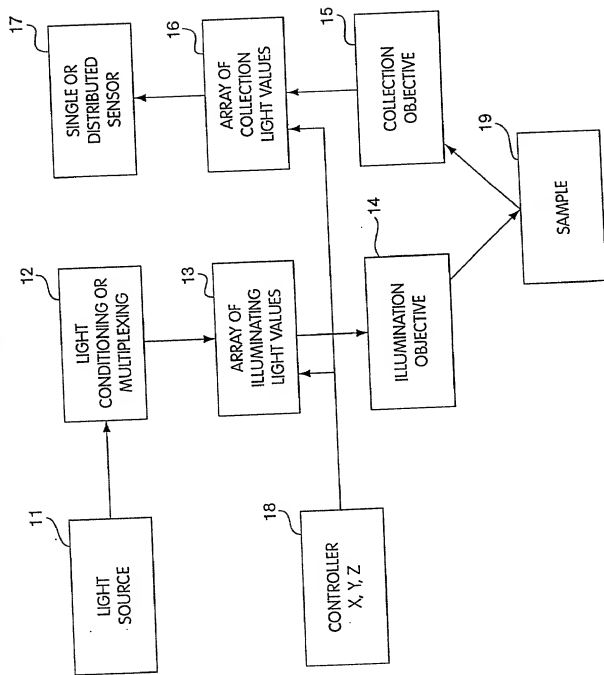 11
LIGHT
SOURCE
12
LIGHT
CONDITIONING OR
MULTIPLEXING
13
ARRAY OF
ILLUMINATING
LIGHT VALUES
14
ILLUMINATION
OBJECTIVE
15
COLLECTION
OBJECTIVE
16
ARRAY OF
COLLECTION
LIGHT VALUES
17
SINGLE OR
DISTRIBUTED
SENSOR
18
CONTROLLER
X, Y, Z
19
SAMPLE